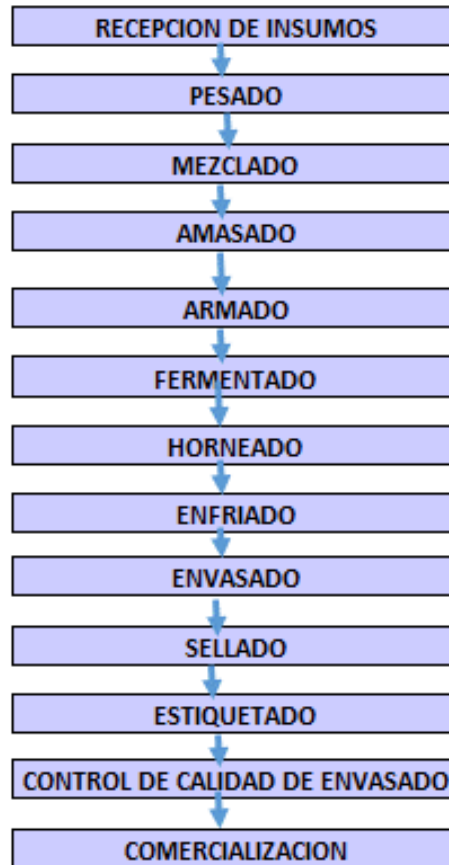 RECEPCION DE INSUMOS
PESADO
MEZCLADO
AMASADO
ARMADO
FERMENTADO
HORNEADO
ENFRIADO
ENVASADO
SELLADO
ESTIQUETADO
CONTROL DE CALIDAD DE ENVASADO
COMERCIALIZACION